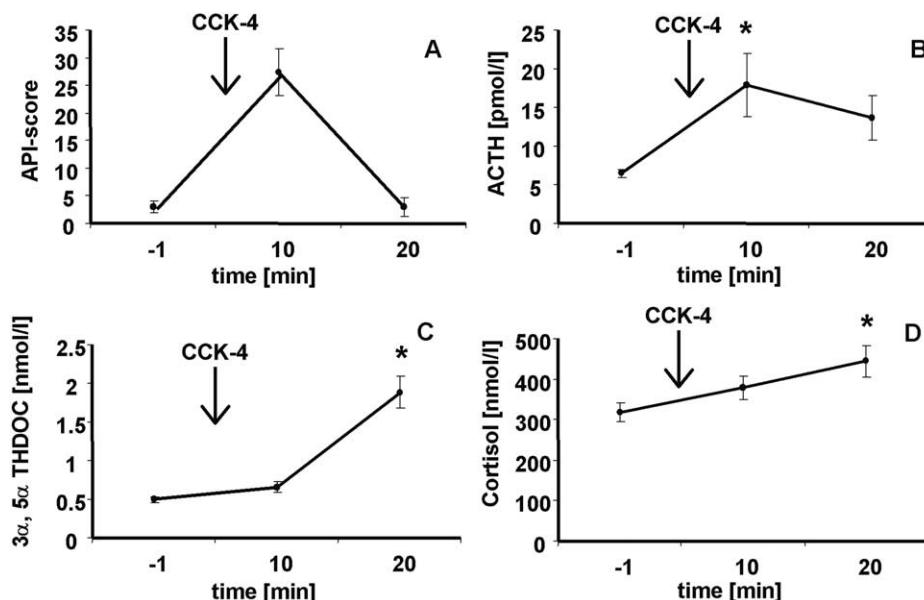 CCK-4
A
API-score
35
30
25
20
15
10
5
0
-1 10 20
time [min]
CCK-4
*
B
ACTH [pmol/l]
25
20
15
10
5
0
-1 10 20
time [min]
CCK-4
*
C
3α, 5α THDOC [nmol/l]
2.5
2
1.5
1
0.5
0
-1 10 20
time [min]
CCK-4
*
D
Cortisol [nmol/l]
500
400
300
200
100
0
-1 10 20
time [min]